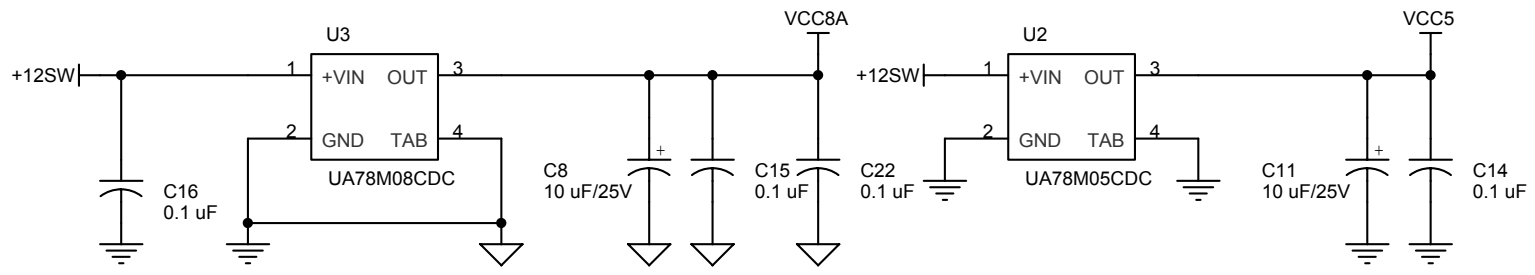 VCC8A
VCC5
U3
U2
+12SW
1
+VIN
OUT
3
+12SW
1
+VIN
OUT
3
2
GND
TAB
4
2
GND
TAB
4
+
+
UA78M08CDC
UA78M05CDC
C16
0.1 uF
C8
10 uF/25V
C15
0.1 uF
C22
0.1 uF
C11
10 uF/25V
C14
0.1 uF